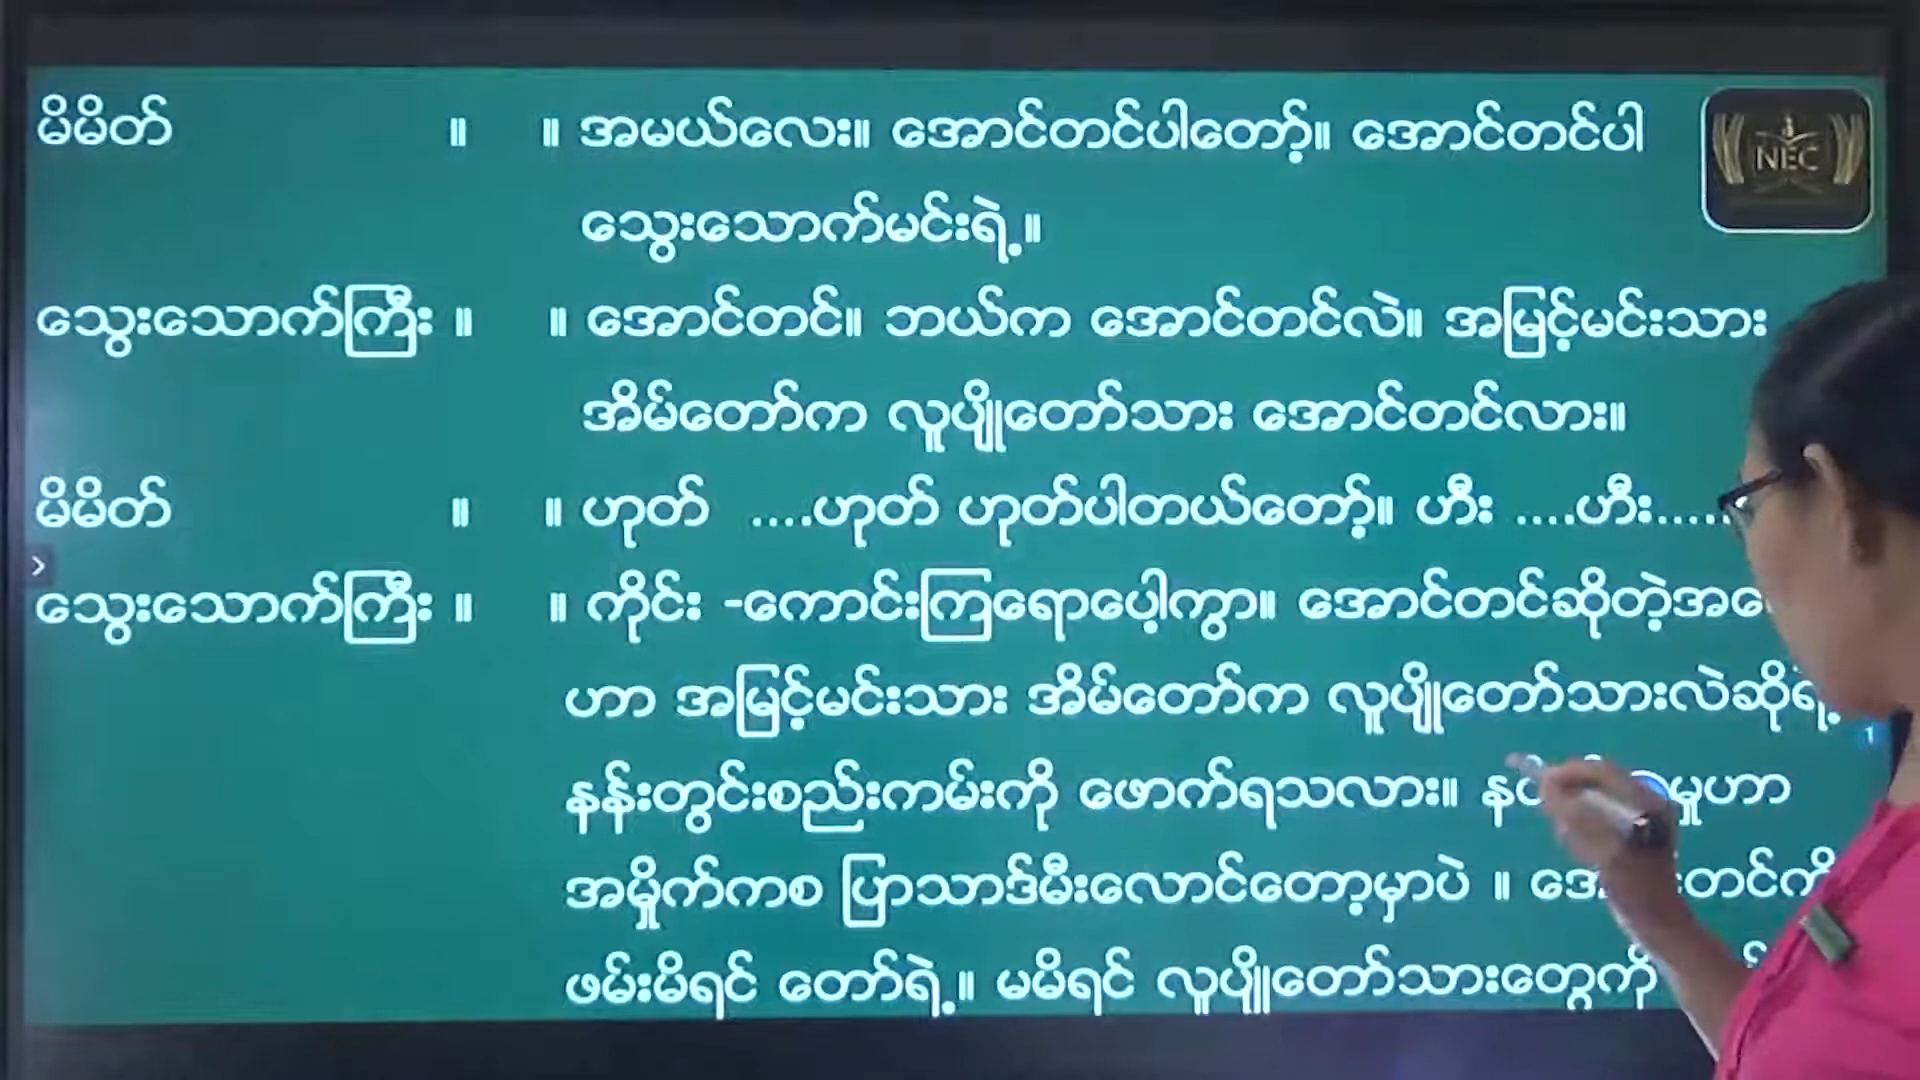 မိမိတ် ။ ။ အမယ်လေး။ အောင်တင်ပါတော့်။ အောင်တင်ပါ
NEC
သွေးသောက်မင်းရဲ့။
သွေးသောက်ကြီး ။ ။ အောင်တင်။ ဘယ်က အောင်တင်လဲ။ အမြင့်မင်းသား
အိမ်တော်က လူပျိုတော်သား အောင်တင်လား။
မိမိတ် ။ ။ ဟုတ် ....ဟုတ် ဟုတ်ပါတယ်တော့်။ ဟီး ....ဟီး.....
သွေးသောက်ကြီး ။ ။ ကိုင်း -ကောင်းကြရောပေါ့ကွာ။ အောင်တင်ဆိုတဲ့
ဟာ အမြင့်မင်းသား အိမ်တော်က လူပျိုတော်သားလဲဆိုရဲ့
နန်းတွင်းစည်းကမ်းကို ဖောက်ရသလား။ မှုဟာ
အမှိုက်ကစ ပြာသာဒ်မီးလောင်တော့မှာပဲ ။
ဖမ်းမိရင် တော်ရဲ့။ မမိရင် လူပျိုတော်သားတွေကို